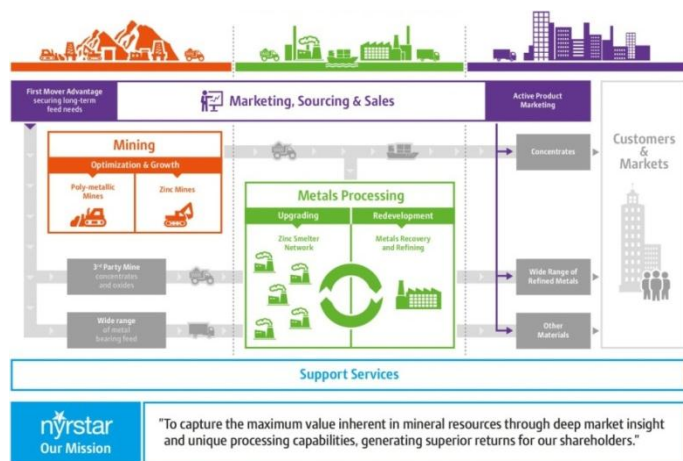 First Mover Advantage
securing long-term
feed needs
Marketing, Sourcing & Sales
Active Product
Marketing
Mining
Optimization & Growth
Poly-metallic
Mines
Zinc Mines
Concentrates
Customers
&
Markets
Metals Processing
Upgrading
Redevelopment
Zinc Smelter
Network
Metals Recovery
and Refining
3rd Party Mine
concentrates
and oxides
Wide Range of
Refined Metals
Wide range
of metal
bearing feed
Other
Materials
Support Services
nyrstar
Our Mission
"To capture the maximum value inherent in mineral resources through deep market insight
and unique processing capabilities, generating superior returns for our shareholders."